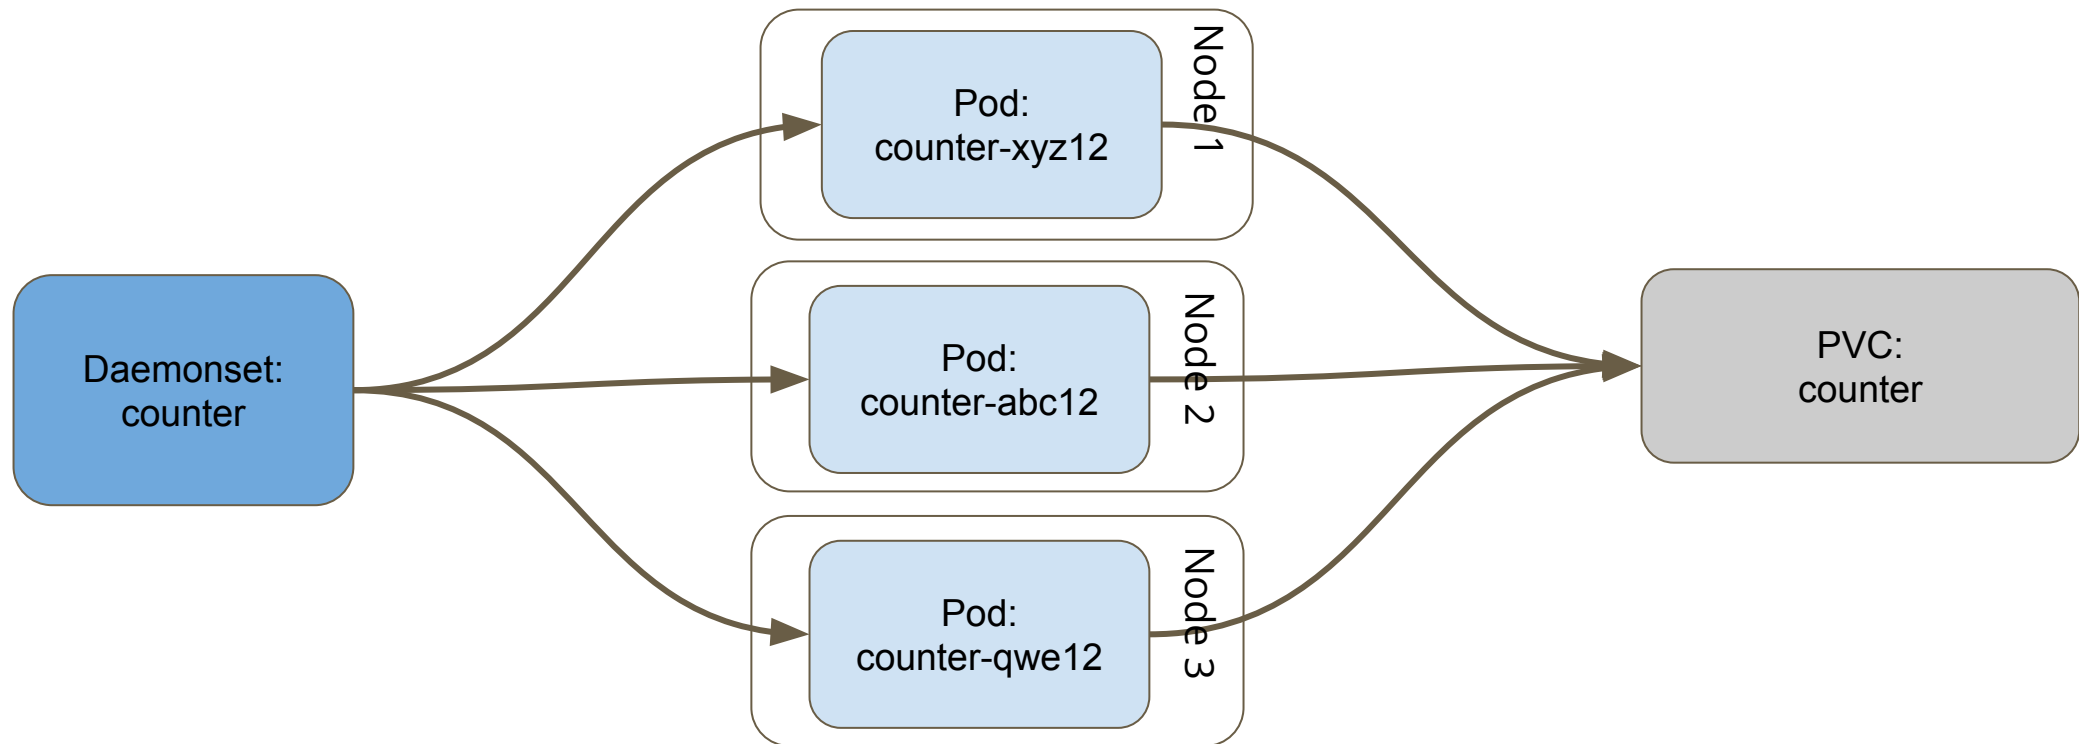 Daemonset:
counter
Pod:
counter-xyz12
Node 1
Pod:
counter-abc12
Node 2
Pod:
counter-qwe12
Node 3
PVC:
counter